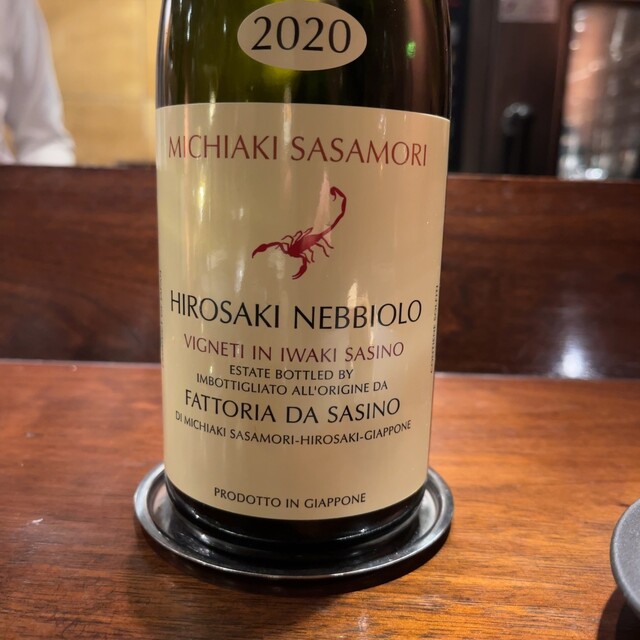 2020
MICHIAKI SASAMORI
HIROSAKI NEBBIOLO
VIGNETI IN IWAKI SASINO
ESTATE BOTTLED BY
IMBOTTIGLIATO ALL'ORIGINE DA
FATTORIA DA SASINO
DI MICHIAKI SASAMORI-HIROSAKI-GIAPPONE
PRODOTTO IN GIAPPONE